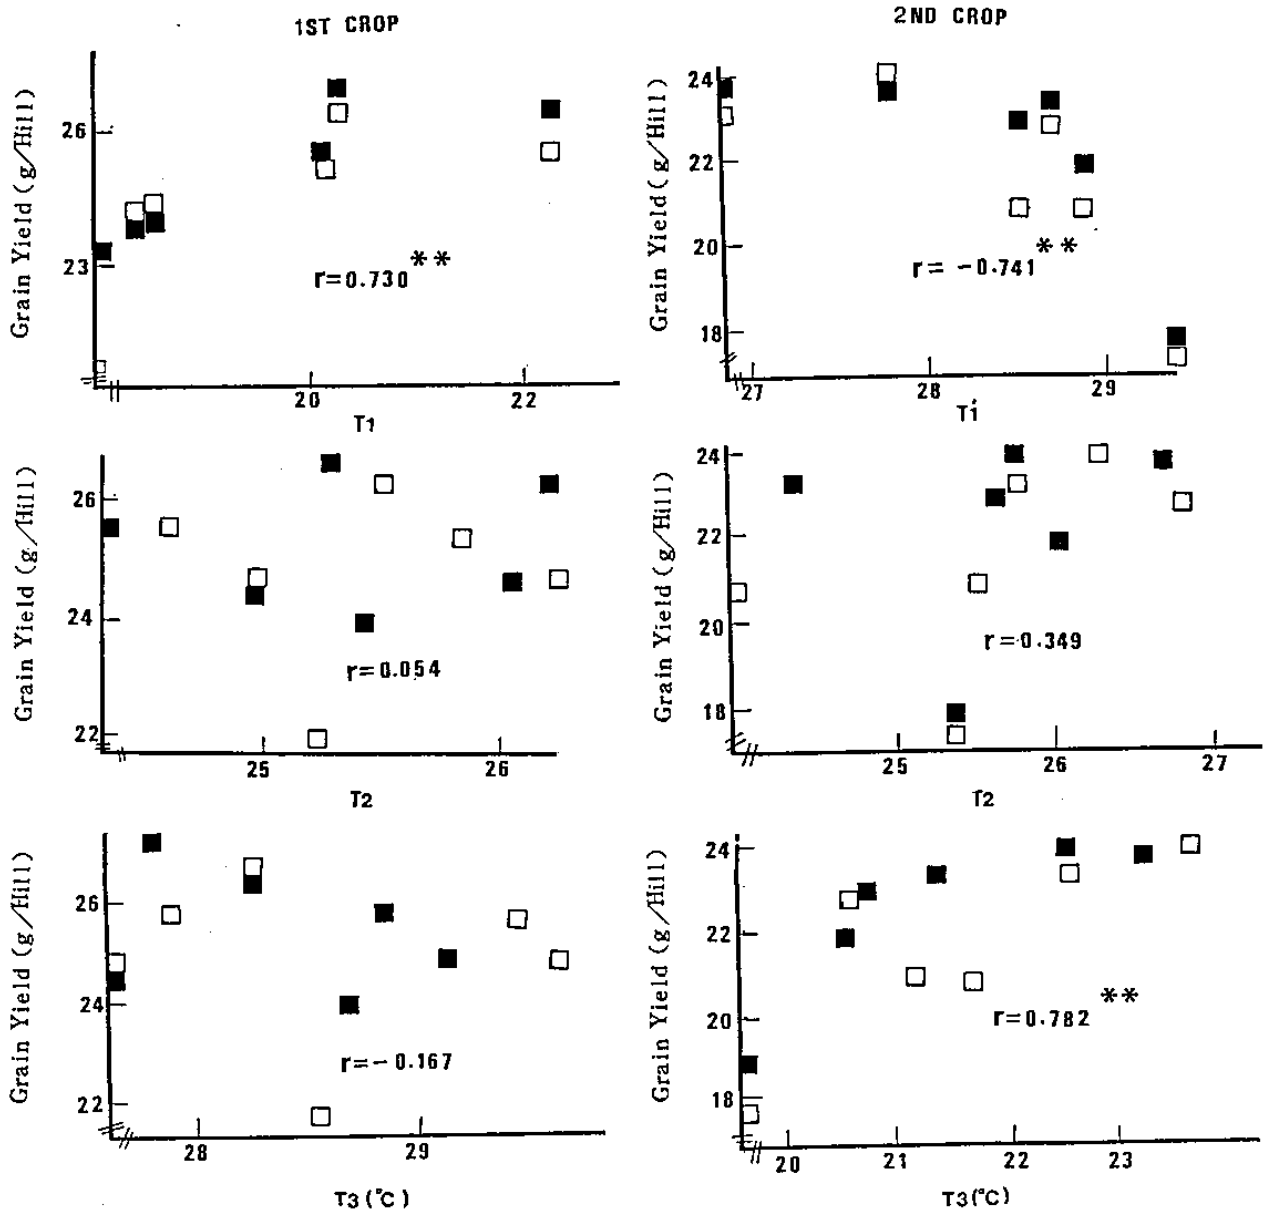 1ST CROP
2ND CROP
Grain Yield (g/Hill)
26
23
r=0.730**
20
22
T1
Grain Yield (g/Hill)
24
22
20
18
r= -0.741**
27
28
29
T1
Grain Yield (g/Hill)
26
24
22
r=0.054
25
26
T2
Grain Yield (g/Hill)
24
22
20
18
r=0.349
25
26
27
T2
Grain Yield (g/Hill)
26
24
22
r=-0.167
28
29
T3(°C)
Grain Yield (g/Hill)
24
22
20
18
r=0.782**
20
21
22
23
T3(°C)